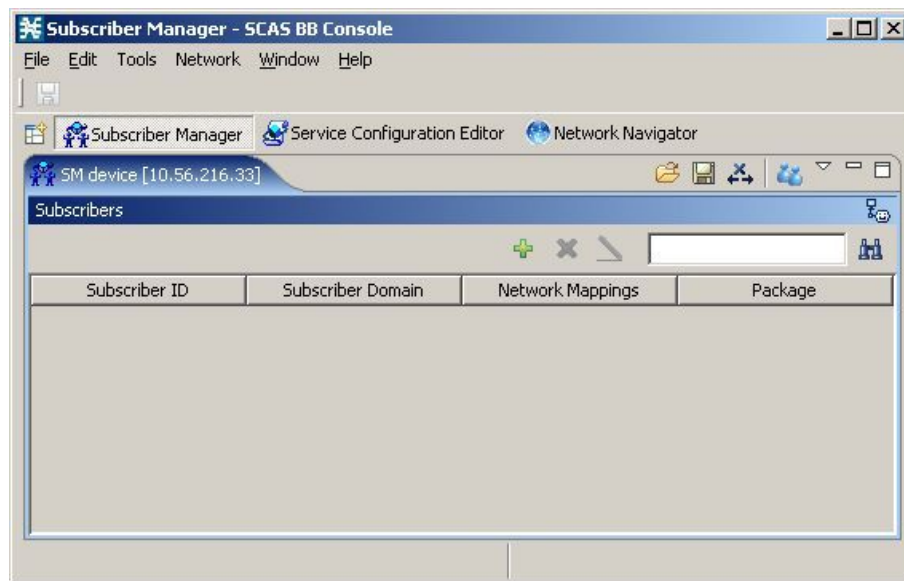 Subscriber Manager - SCAS BB Console
File Edit Tools Network Window Help
Subscriber Manager Service Configuration Editor Network Navigator
SM device [10.56.216.33]
Subscribers
Subscriber ID Subscriber Domain Network Mappings Package